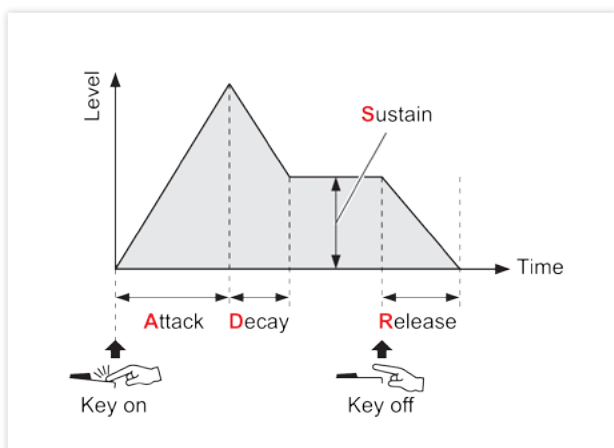 Level
Sustain
Time
Attack
Decay
Release
Key on
Key off